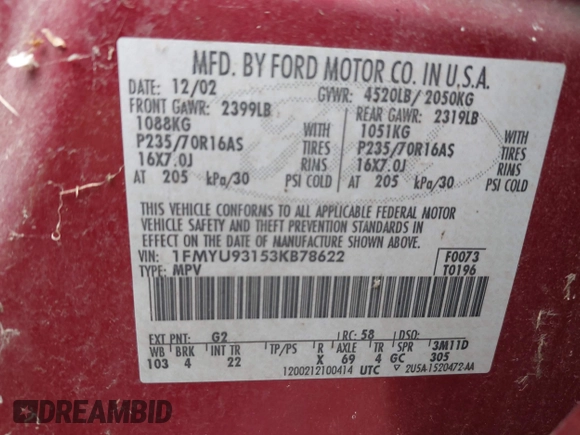 MFD. BY FORD MOTOR CO. IN U.S.A.
DATE: 12/02 GVWR: 4520LB/ 2050KG
FRONT GAWR: 2399LB REAR GAWR: 2319LB
1088KG WITH 1051KG WITH
P235/70R16AS TIRES P235/70R16AS TIRES
16X7.0J RIMS 16X7.0J RIMS
AT 205 kPa/30 PSI COLD AT 205 kPa/30 PSI COLD
THIS VEHICLE CONFORMS TO ALL APPLICABLE FEDERAL MOTOR
VEHICLE SAFETY AND THEFT PREVENTION STANDARDS IN
EFFECT ON THE DATE OF MANUFACTURE SHOWN ABOVE.
VIN: 1FMYU93153KB78622 F0073
TYPE: MPV T0196
EXT PNT: G2 RC: 58 DSO:
WB BRK INT TR TP/PS R AXLE TR SPR 3M11D
103 4 22 X 69 4 GC 305
1200212100414 UTC ▽ 2U5A-1520472-AA
DREAMBID